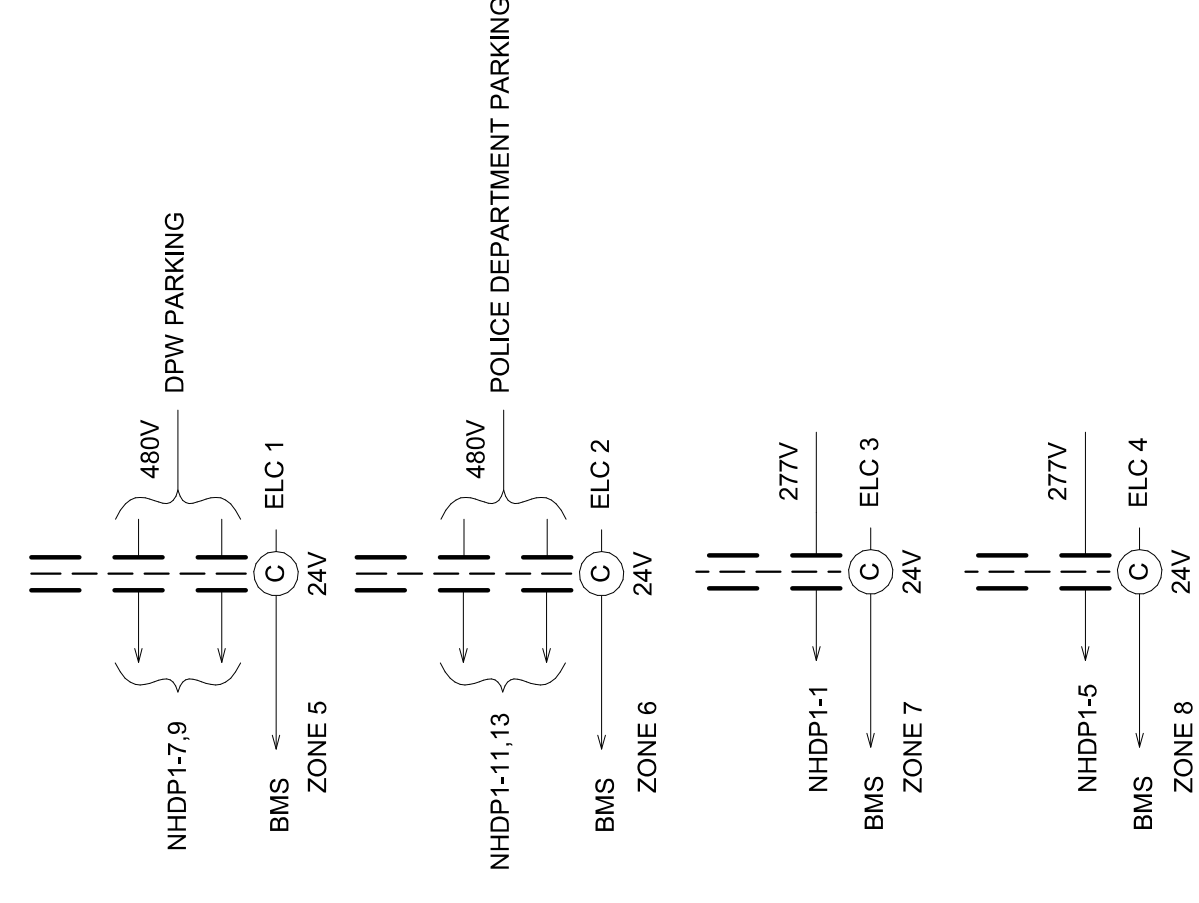 DPW PARKING
480V
ELC 1
C
24V
NHDP1-7,9
BMS
ZONE 5
POLICE DEPARTMENT PARKING
480V
ELC 2
C
24V
NHDP1-11,13
BMS
ZONE 6
277V
ELC 3
C
24V
NHDP1-1
BMS
ZONE 7
277V
ELC 4
C
24V
NHDP1-5
BMS
ZONE 8